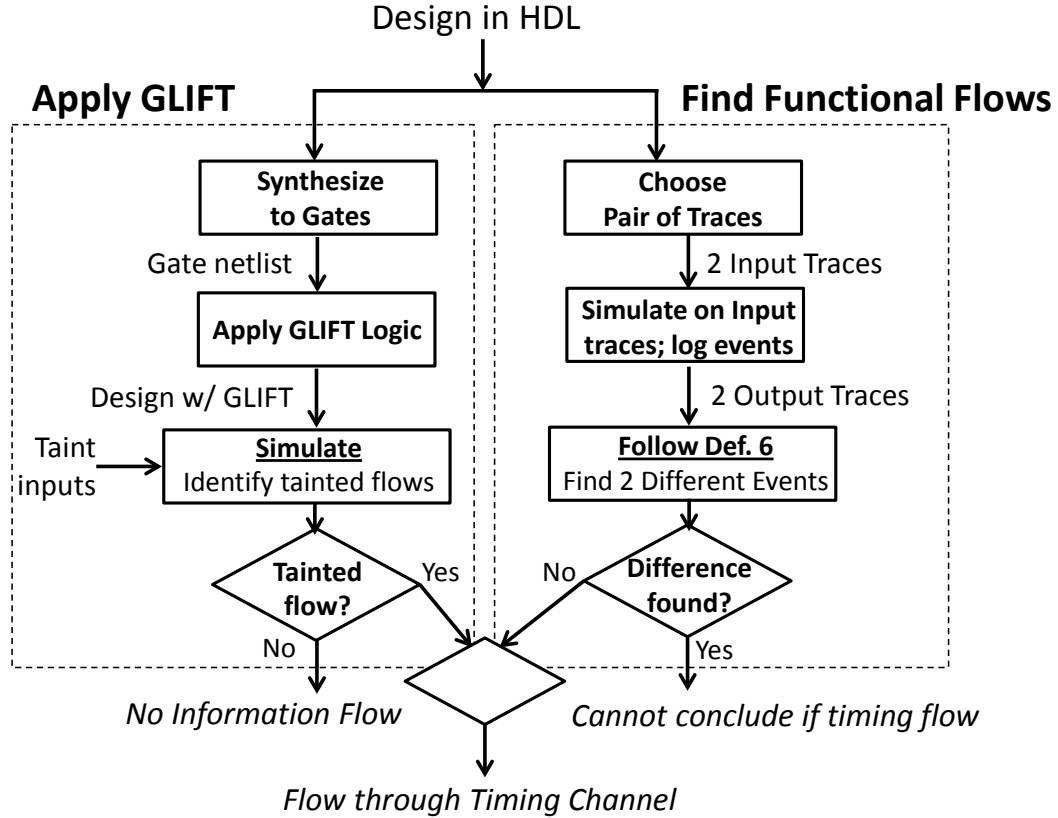 Design in HDL
Apply GLIFT
Synthesize
to Gates
Gate netlist
Apply GLIFT Logic
Design w/ GLIFT
Taint
inputs
Simulate
Identify tainted flows
Tainted
flow?
Yes
No
No Information Flow
Find Functional Flows
Choose
Pair of Traces
2 Input Traces
Simulate on Input
traces; log events
2 Output Traces
Follow Def. 6
Find 2 Different Events
Difference
found?
No
Yes
Cannot conclude if timing flow
Flow through Timing Channel